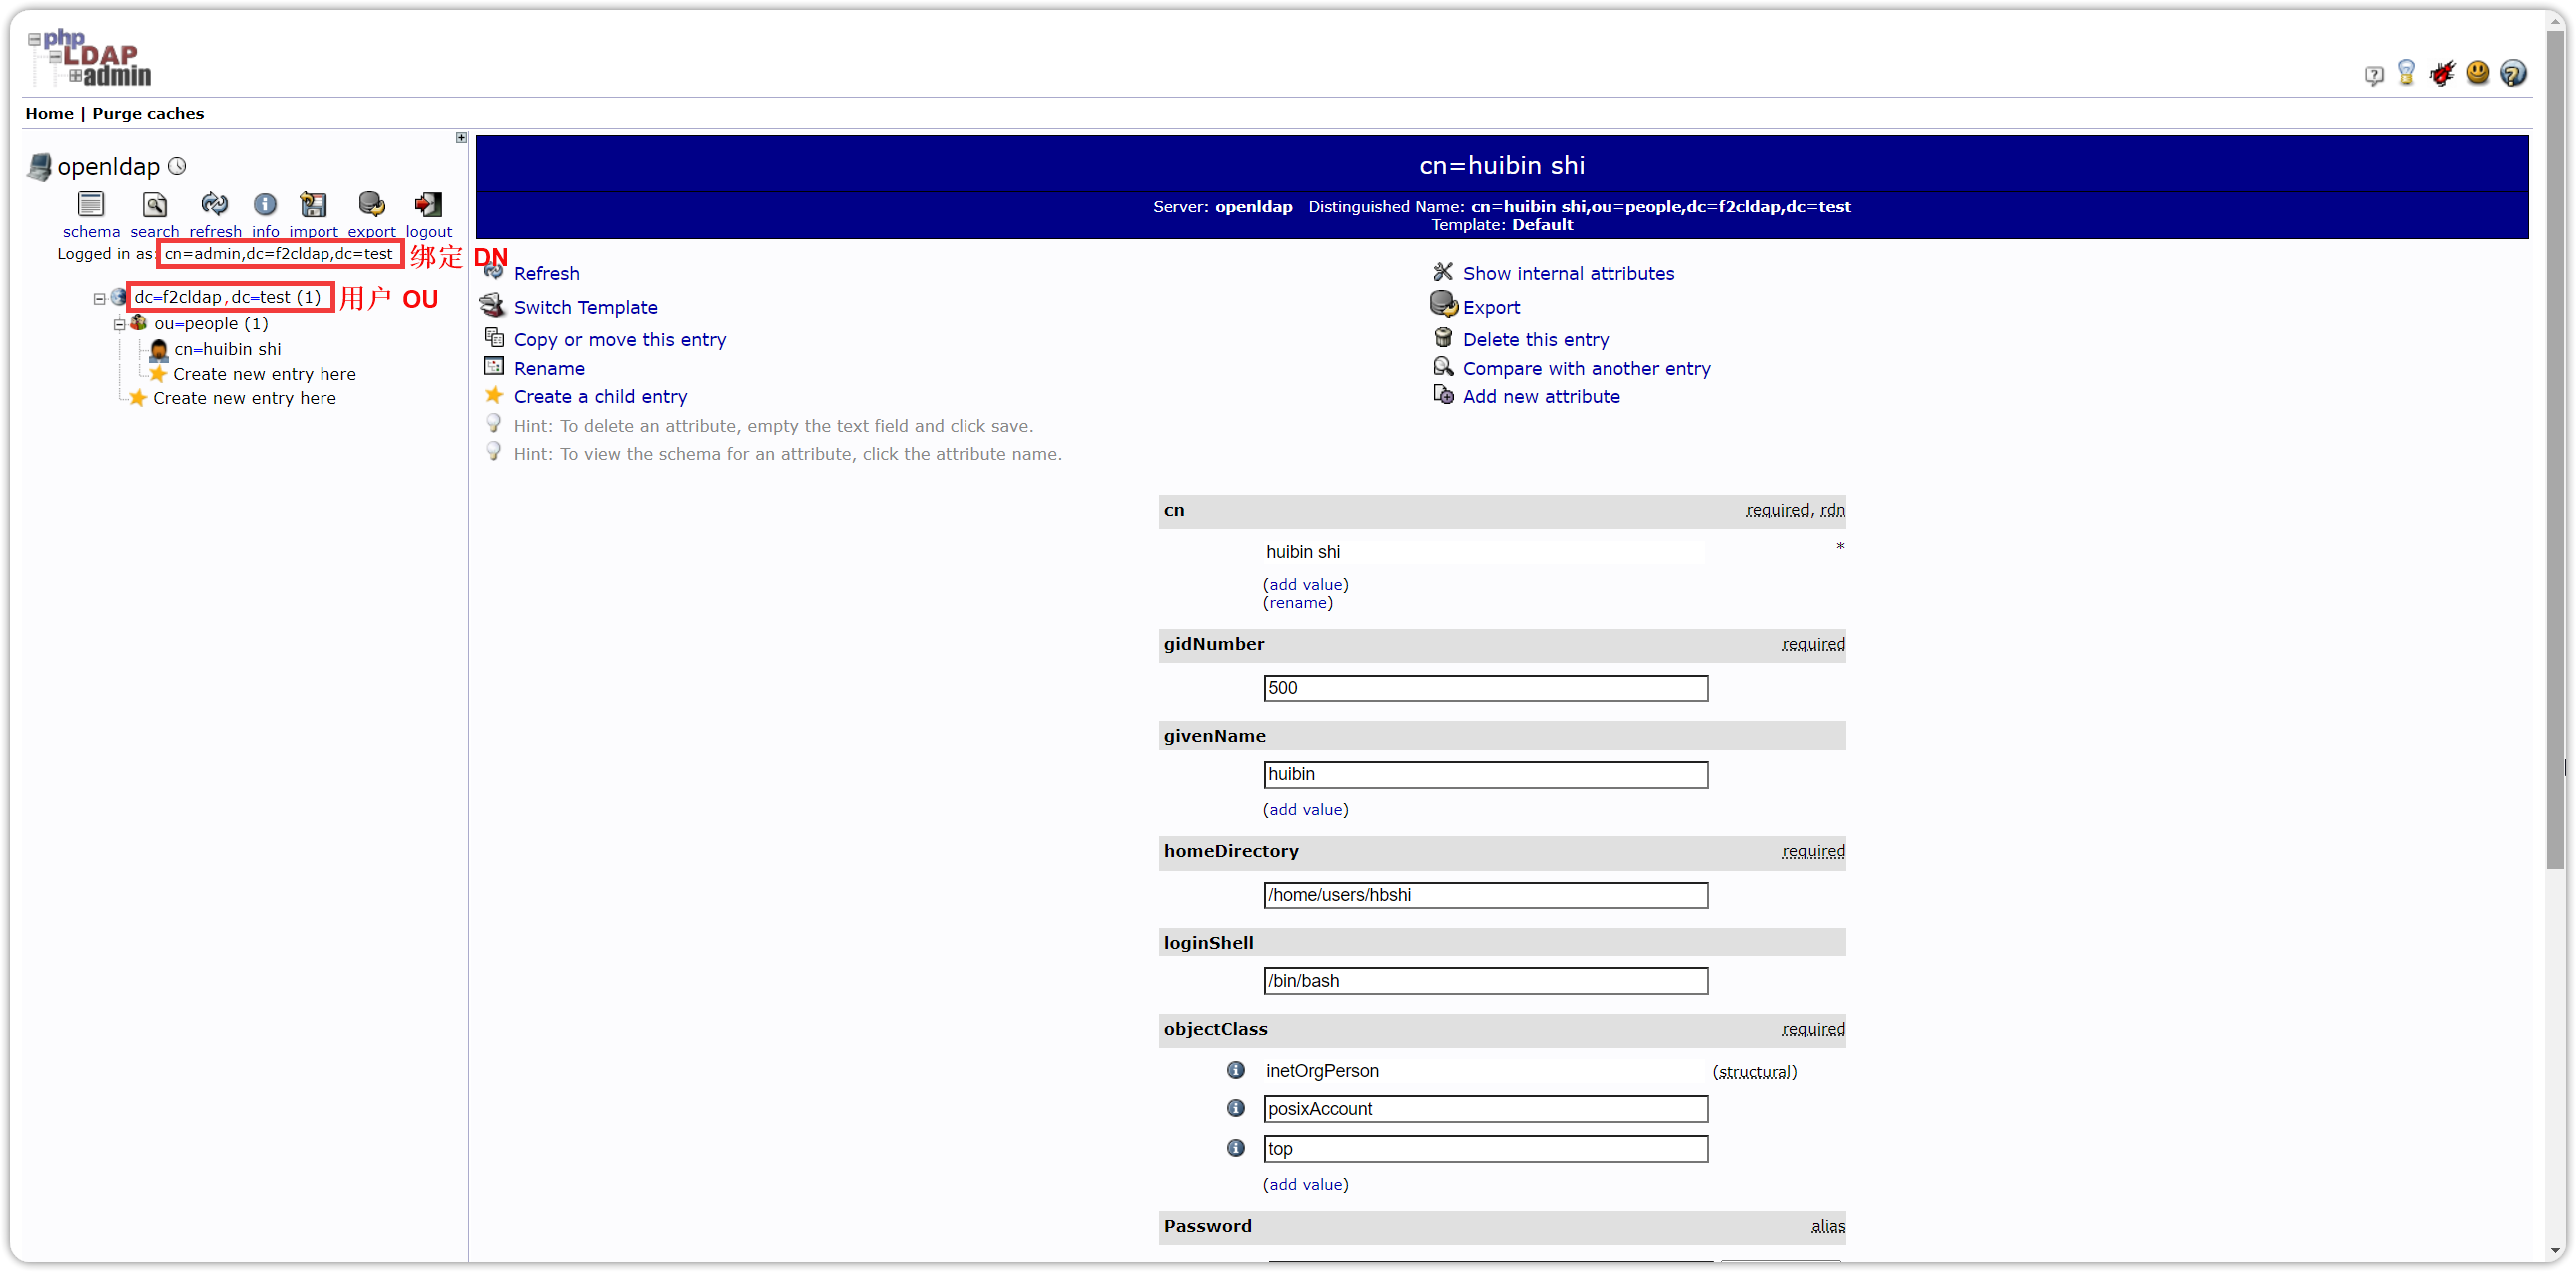 php
LDAP
admin
Home | Purge caches
openldap
schema search refresh info import export logout
Logged in as: cn=admin,dc=f2cldap,dc=test 绑定 DN
dc=f2cldap,dc=test (1) 用户 OU
ou=people (1)
cn=huibin shi
Create new entry here
Create new entry here
cn=huibin shi
Server: openldap Distinguished Name: cn=huibin shi,ou=people,dc=f2cldap,dc=test
Template: Default
Refresh
Show internal attributes
Switch Template
Export
Copy or move this entry
Delete this entry
Rename
Compare with another entry
Create a child entry
Add new attribute
Hint: To delete an attribute, empty the text field and click save.
Hint: To view the schema for an attribute, click the attribute name.
cn required, rdn
huibin shi *
(add value)
(rename)
gidNumber required
500
givenName
huibin
(add value)
homeDirectory required
/home/users/hbshi
loginShell
/bin/bash
objectClass required
inetOrgPerson (structural)
posixAccount
top
(add value)
Password alias